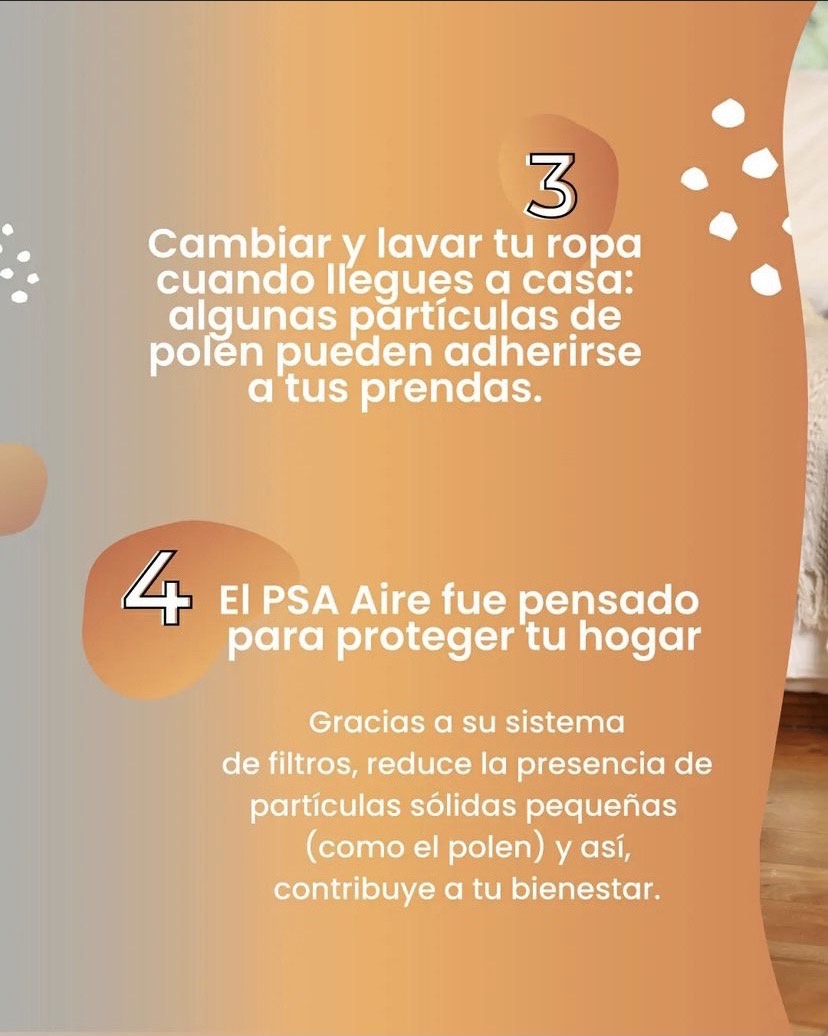 3
Cambiar y lavar tu ropa
cuando llegues a casa:
algunas partículas de
polen pueden adherirse
a tus prendas.
4
El PSA Aire fue pensado
para proteger tu hogar
Gracias a su sistema
de filtros, reduce la presencia de
partículas sólidas pequeñas
(como el polen) y así,
contribuye a tu bienestar.